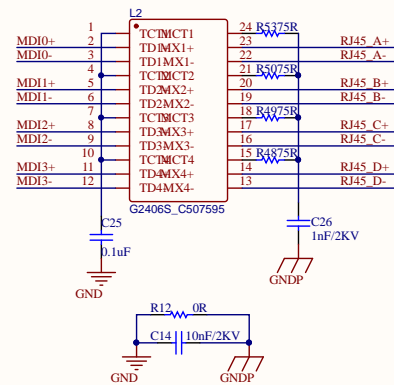 L2
1 TCT1 MCT1 24 R53 75R
MDI0+ 2 TD1+ MX1+ 23 RJ45_A+
MDI0- 3 TD1- MX1- 22 RJ45_A-
4 TCT2 MCT2 21 R50 75R
MDI1+ 5 TD2+ MX2+ 20 RJ45_B+
MDI1- 6 TD2- MX2- 19 RJ45_B-
7 TCT3 MCT3 18 R49 75R
MDI2+ 8 TD3+ MX3+ 17 RJ45_C+
MDI2- 9 TD3- MX3- 16 RJ45_C-
10 TCT4 MCT4 15 R48 75R
MDI3+ 11 TD4+ MX4+ 14 RJ45_D+
MDI3- 12 TD4- MX4- 13 RJ45_D-
G2406S_C507595
C25
0.1uF
C26
1nF/2KV
GND
GNDP
R12 0R
C14 10nF/2KV
GND
GNDP